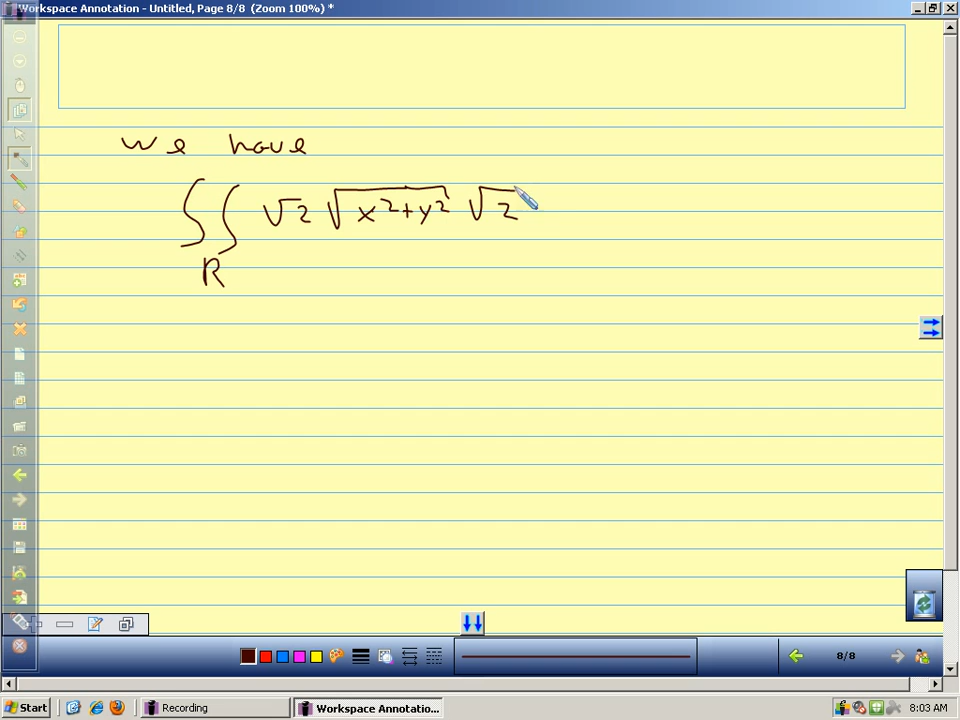 Workspace Annotation - Untitled, Page 8/8 (Zoom 100%) *
We have
∫∫ √2 √x²+y² √2
R
8/8
Start
Recording
Workspace Annotatio...
8:03 AM